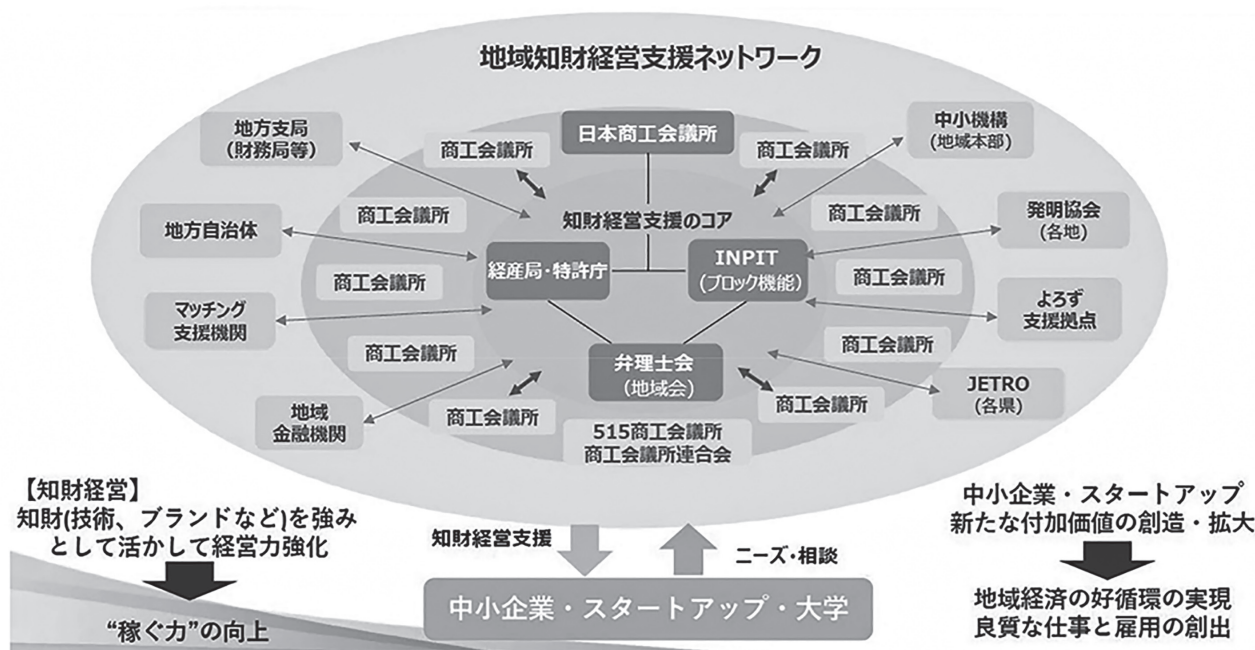 地域知財経営支援ネットワーク
地方支局
(財務局等)
商工会議所
日本商工会議所
商工会議所
中小機構
(地域本部)
地方自治体
商工会議所
知財経営支援のコア
商工会議所
発明協会
(各地)
経産局・特許庁
INPIT
(ブロック機能)
マッチング
支援機関
商工会議所
商工会議所
よろず
支援拠点
商工会議所
弁理士会
(地域会)
商工会議所
地域
金融機関
商工会議所
商工会議所
JETRO
(各県)
515商工会議所
商工会議所連合会
【知財経営】
知財(技術、ブランドなど)を強み
として活かして経営力強化
“稼ぐ力”の向上
知財経営支援
ニーズ・相談
中小企業・スタートアップ・大学
中小企業・スタートアップ
新たな付加価値の創造・拡大
地域経済の好循環の実現
良質な仕事と雇用の創出